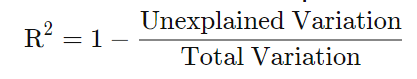 R² = 1 − Unexplained Variation
Total Variation